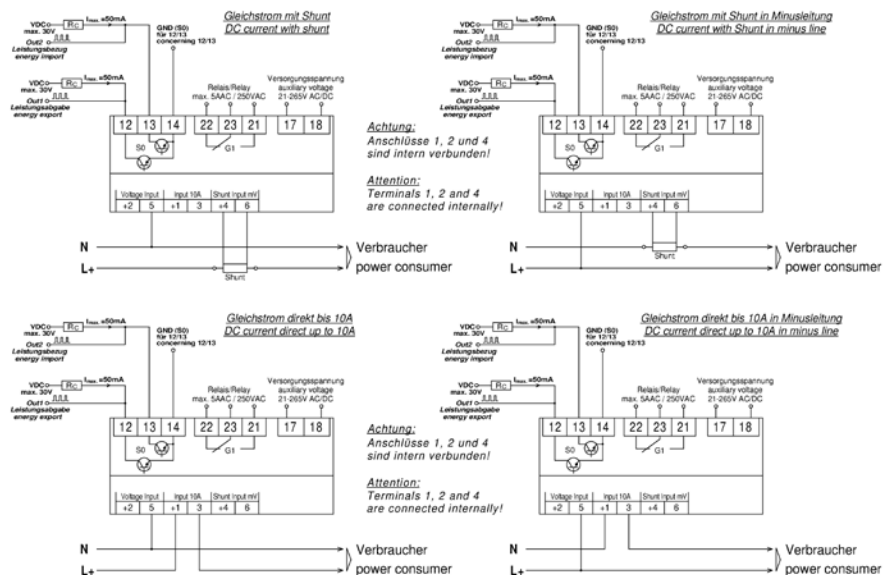 Gleichstrom mit Shunt
DC current with shunt
VDC
max. 30V
Rc
Imax. =50mA
Out2
Leistungsbezug
energy import
GND (S0)
für 12/13
concerning 12/13
VDC
max. 30V
Rc
Imax. =50mA
Out1
Leistungsabgabe
energy export
Relais/Relay
max. 5AAC / 250VAC
Versorgungsspannung
auxiliary voltage
21-265V AC/DC
12 13 14 22 23 21 17 18
S0
G1
Voltage Input Input 10A Shunt Input mV
+2 5 +1 3 +4 6
N
L+
Shunt
Verbraucher
power consumer
Achtung:
Anschlüsse 1, 2 und 4
sind intern verbunden!
Attention:
Terminals 1, 2 and 4
are connected internally!
Gleichstrom mit Shunt in Minusleitung
DC current with Shunt in minus line
VDC
max. 30V
Rc
Imax. =50mA
Out2
Leistungsbezug
energy import
GND (S0)
für 12/13
concerning 12/13
VDC
max. 30V
Rc
Imax. =50mA
Out1
Leistungsabgabe
energy export
Relais/Relay
max. 5AAC / 250VAC
Versorgungsspannung
auxiliary voltage
21-265V AC/DC
12 13 14 22 23 21 17 18
S0
G1
Voltage Input Input 10A Shunt Input mV
+2 5 +1 3 +4 6
N
L+
Shunt
Verbraucher
power consumer
Gleichstrom direkt bis 10A
DC current direct up to 10A
VDC
max. 30V
Rc
Imax. =50mA
Out2
Leistungsbezug
energy import
GND (S0)
für 12/13
concerning 12/13
VDC
max. 30V
Rc
Imax. =50mA
Out1
Leistungsabgabe
energy export
Relais/Relay
max. 5AAC / 250VAC
Versorgungsspannung
auxiliary voltage
21-265V AC/DC
12 13 14 22 23 21 17 18
S0
G1
Voltage Input Input 10A Shunt Input mV
+2 5 +1 3 +4 6
N
L+
Verbraucher
power consumer
Achtung:
Anschlüsse 1, 2 und 4
sind intern verbunden!
Attention:
Terminals 1, 2 and 4
are connected internally!
Gleichstrom direkt bis 10A in Minusleitung
DC current direct up to 10A in minus line
VDC
max. 30V
Rc
Imax. =50mA
Out2
Leistungsbezug
energy import
GND (S0)
für 12/13
concerning 12/13
VDC
max. 30V
Rc
Imax. =50mA
Out1
Leistungsabgabe
energy export
Relais/Relay
max. 5AAC / 250VAC
Versorgungsspannung
auxiliary voltage
21-265V AC/DC
12 13 14 22 23 21 17 18
S0
G1
Voltage Input Input 10A Shunt Input mV
+2 5 +1 3 +4 6
N
L+
Verbraucher
power consumer